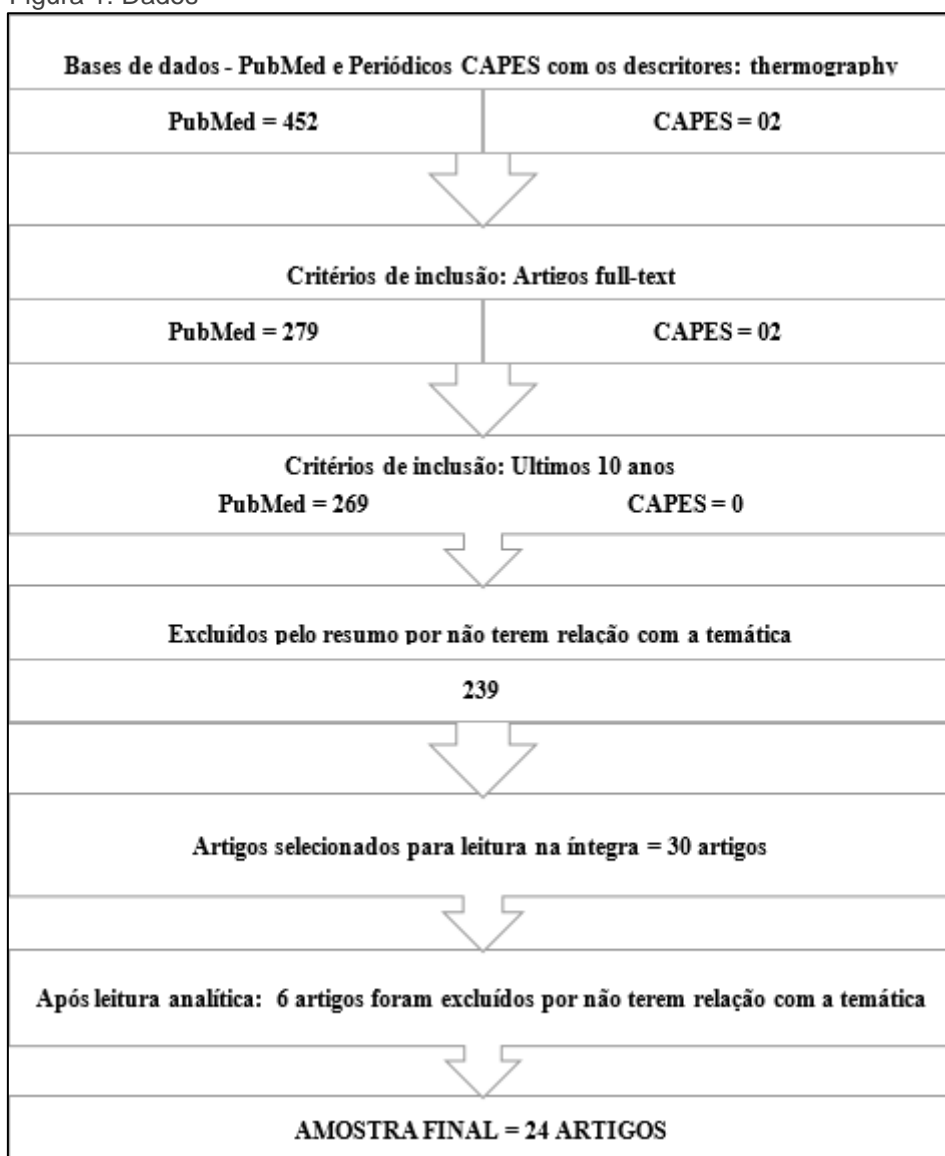 Figura 1. Dados
Bases de dados - PubMed e Periódicos CAPES com os descritores: thermography
PubMed = 452
CAPES = 02
Critérios de inclusão: Artigos full-text
PubMed = 279
CAPES = 02
Critérios de inclusão: Ultimos 10 anos
PubMed = 269
CAPES = 0
Excluídos pelo resumo por não terem relação com a temática
239
Artigos selecionados para leitura na íntegra = 30 artigos
Após leitura analítica: 6 artigos foram excluídos por não terem relação com a temática
AMOSTRA FINAL = 24 ARTIGOS